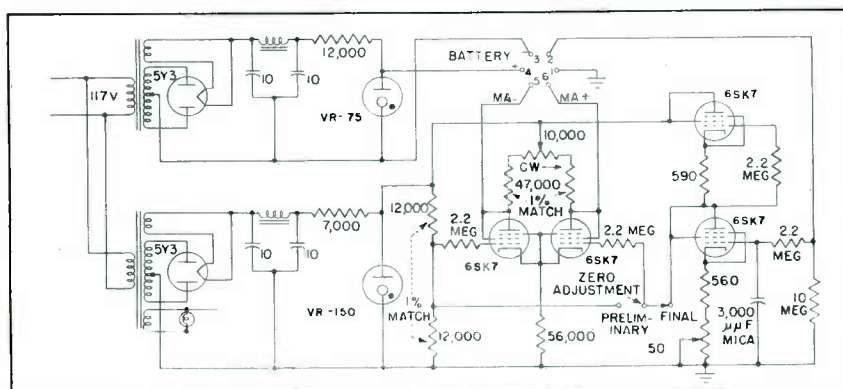 117V
5Y3
10
10
12,000
VR-75
BATTERY
- 3 2
+ 4 1
5 6
MA-
MA+
10,000
CW
47,000
1%
MATCH
6SK7
590
2.2
MEG
5Y3
10
10
7,000
VR-150
12,000
1%
MATCH
12,000
2.2 MEG
6SK7
2.2 MEG
6SK7
ZERO
ADJUSTMENT
PRELIM-
INARY
FINAL
56,000
6SK7
2.2
MEG
560
50
3,000
μμF
MICA
10
MEG